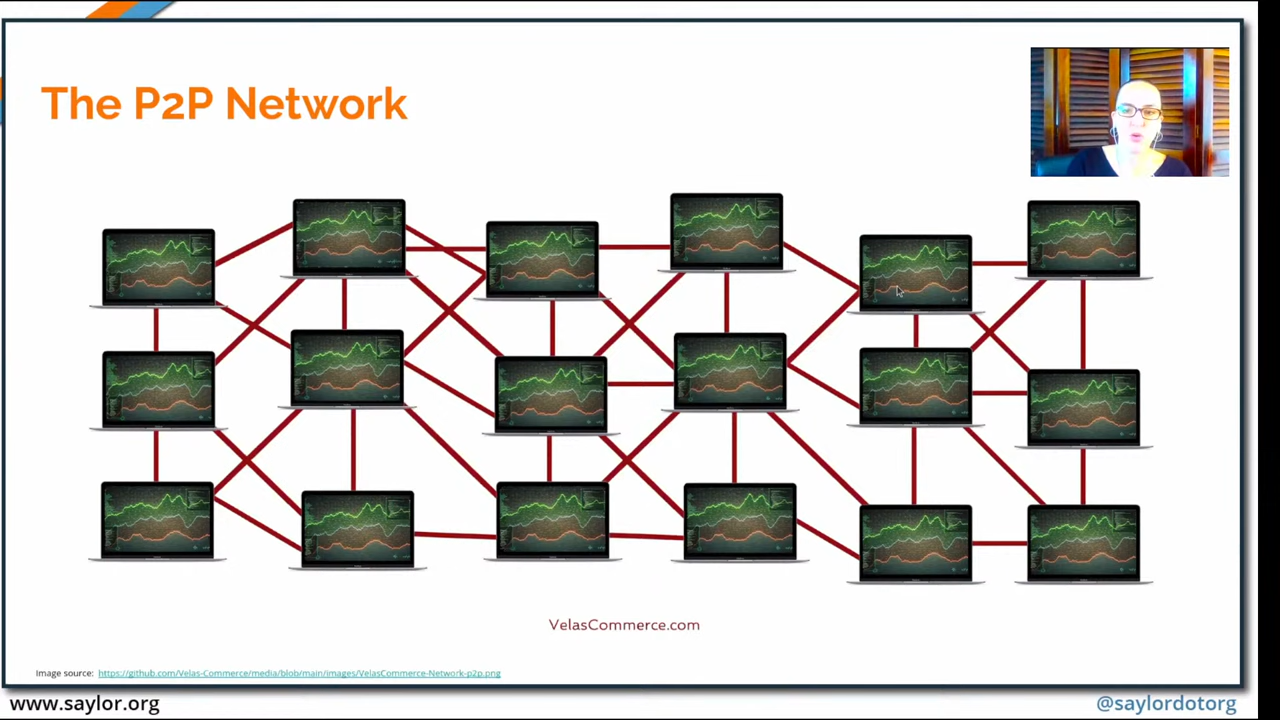 The P2P Network
VelasCommerce.com
Image source: https://github.com/Velas-Commerce/media/blob/main/images/VelasCommerce-Network-p2p.png
www.saylor.org
@saylordotorg